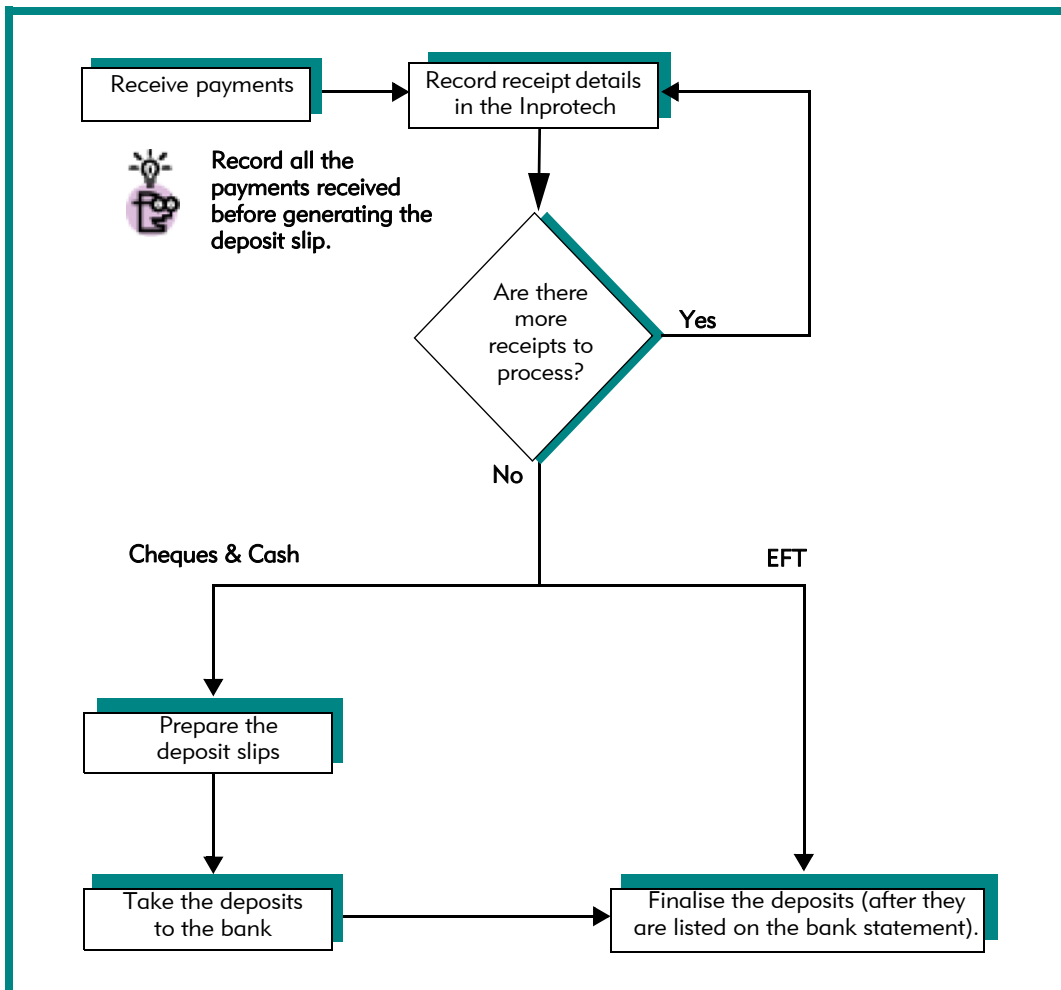 Receive payments
Record receipt details
in the Inprotech
Record all the
payments received
before generating the
deposit slip.
Are there
more
receipts to
process?
Yes
No
Cheques & Cash
EFT
Prepare the
deposit slips
Take the deposits
to the bank
Finalise the deposits (after they
are listed on the bank statement).